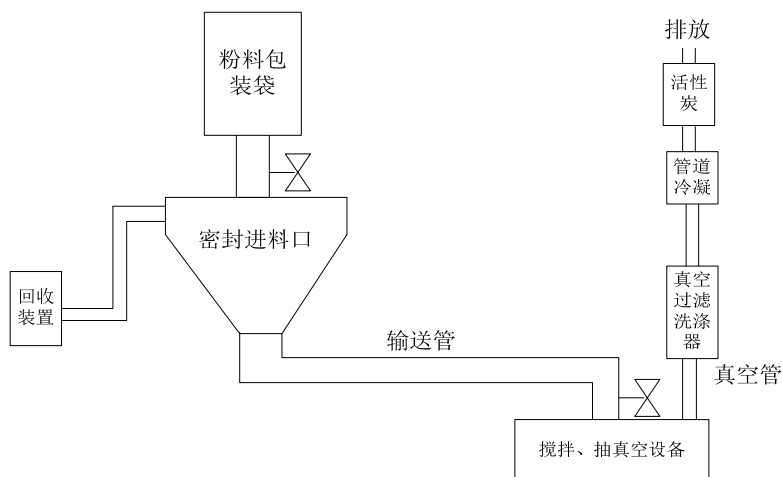 排放
粉料包
装袋
活性
炭
管道
冷凝
密封进料口
回收
装置
真空
过滤
洗涤
器
输送管
真空管
搅拌、抽真空设备